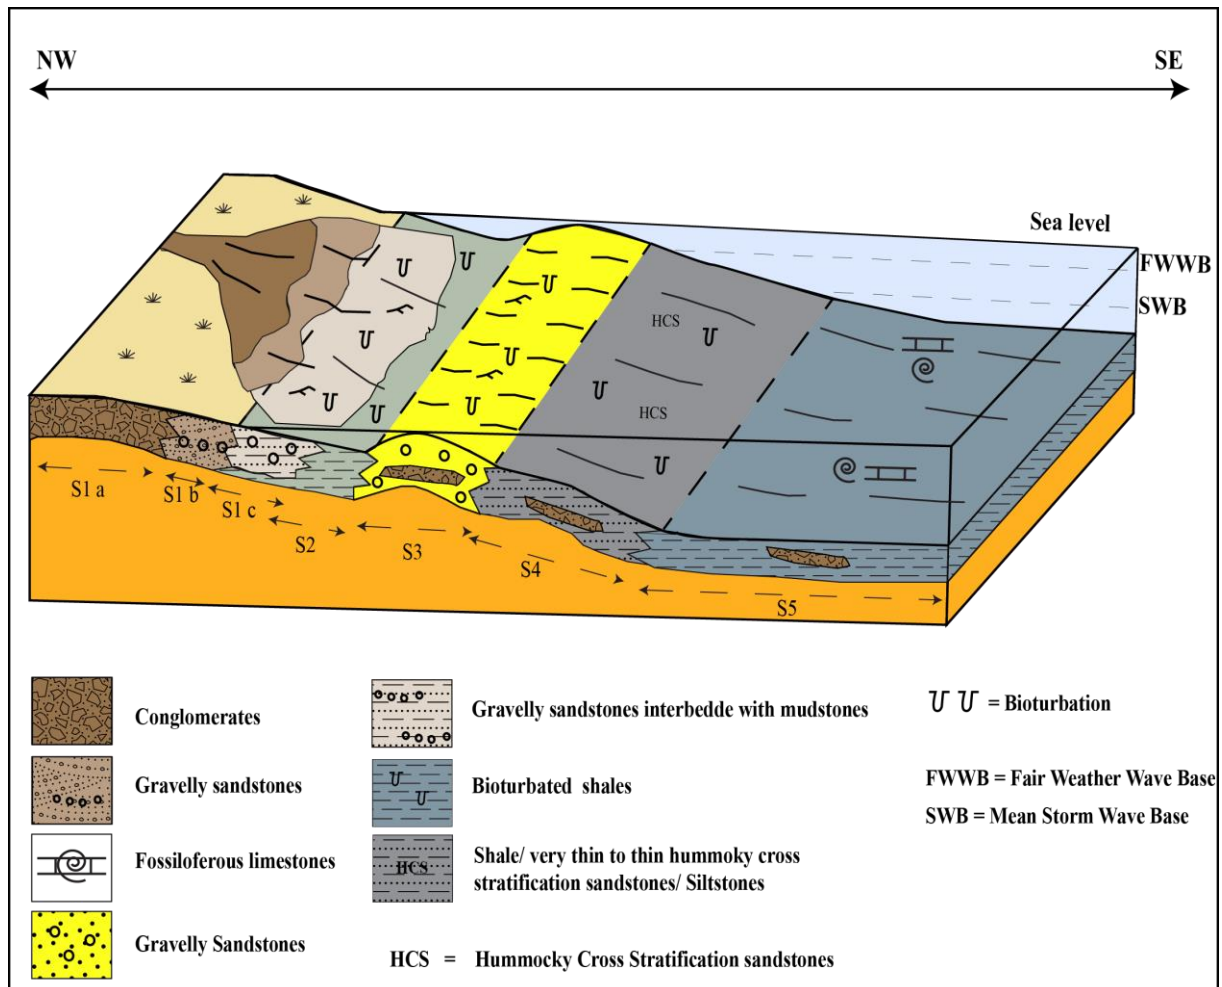 NW
SE
Sea level
FWWB
SWB
HCS
HCS
S1 a
S1 b
S1 c
S2
S3
S4
S5
Conglomerates
Gravelly sandstones
Fossiloferous limestones
Gravelly Sandstones
Gravelly sandstones interbedde with mudstones
Bioturbated shales
HCS
Shale/ very thin to thin hummoky cross
stratification sandstones/ Siltstones
HCS = Hummocky Cross Stratification sandstones
= Bioturbation
FWWB = Fair Weather Wave Base
SWB = Mean Storm Wave Base